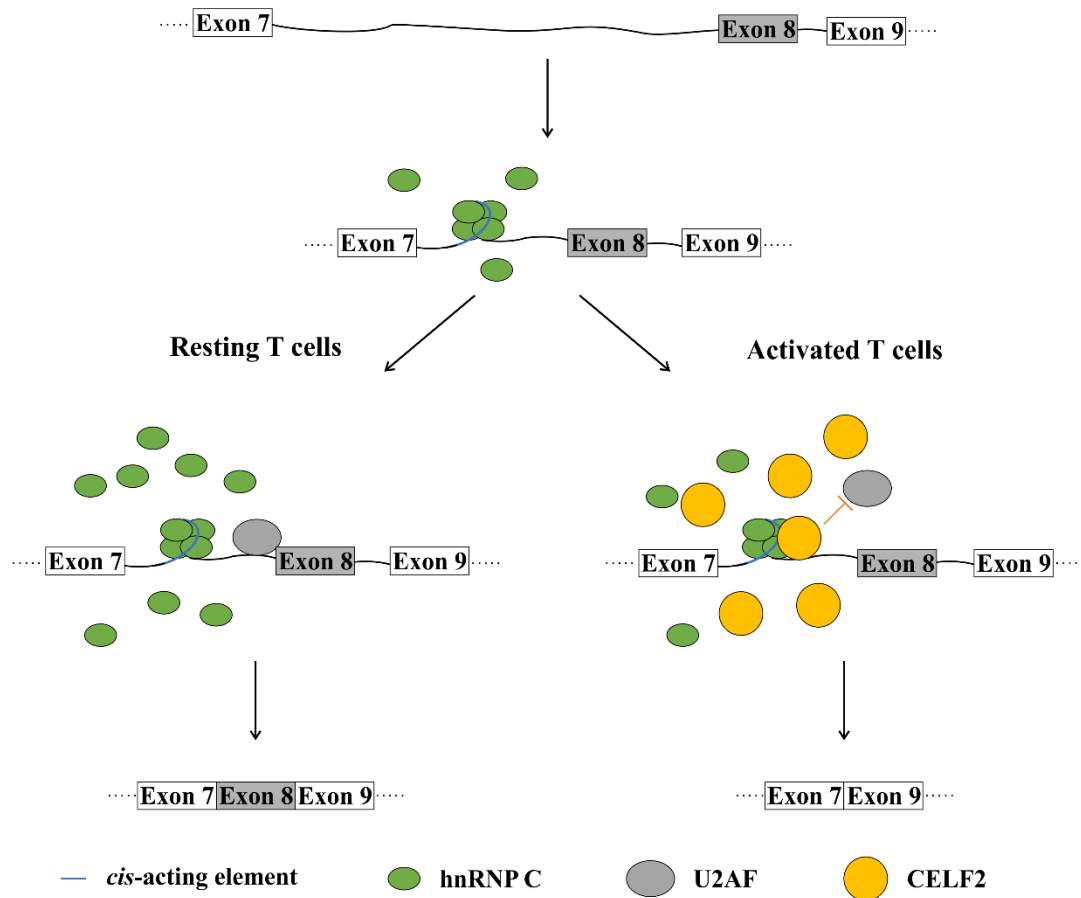 Exon 7 Exon 8 Exon 9
Exon 7 Exon 8 Exon 9
Resting T cells
Activated T cells
Exon 7 Exon 8 Exon 9
Exon 7 Exon 8 Exon 9
Exon 7 Exon 8 Exon 9
Exon 7 Exon 9
cis-acting element hnRNP C U2AF CELF2